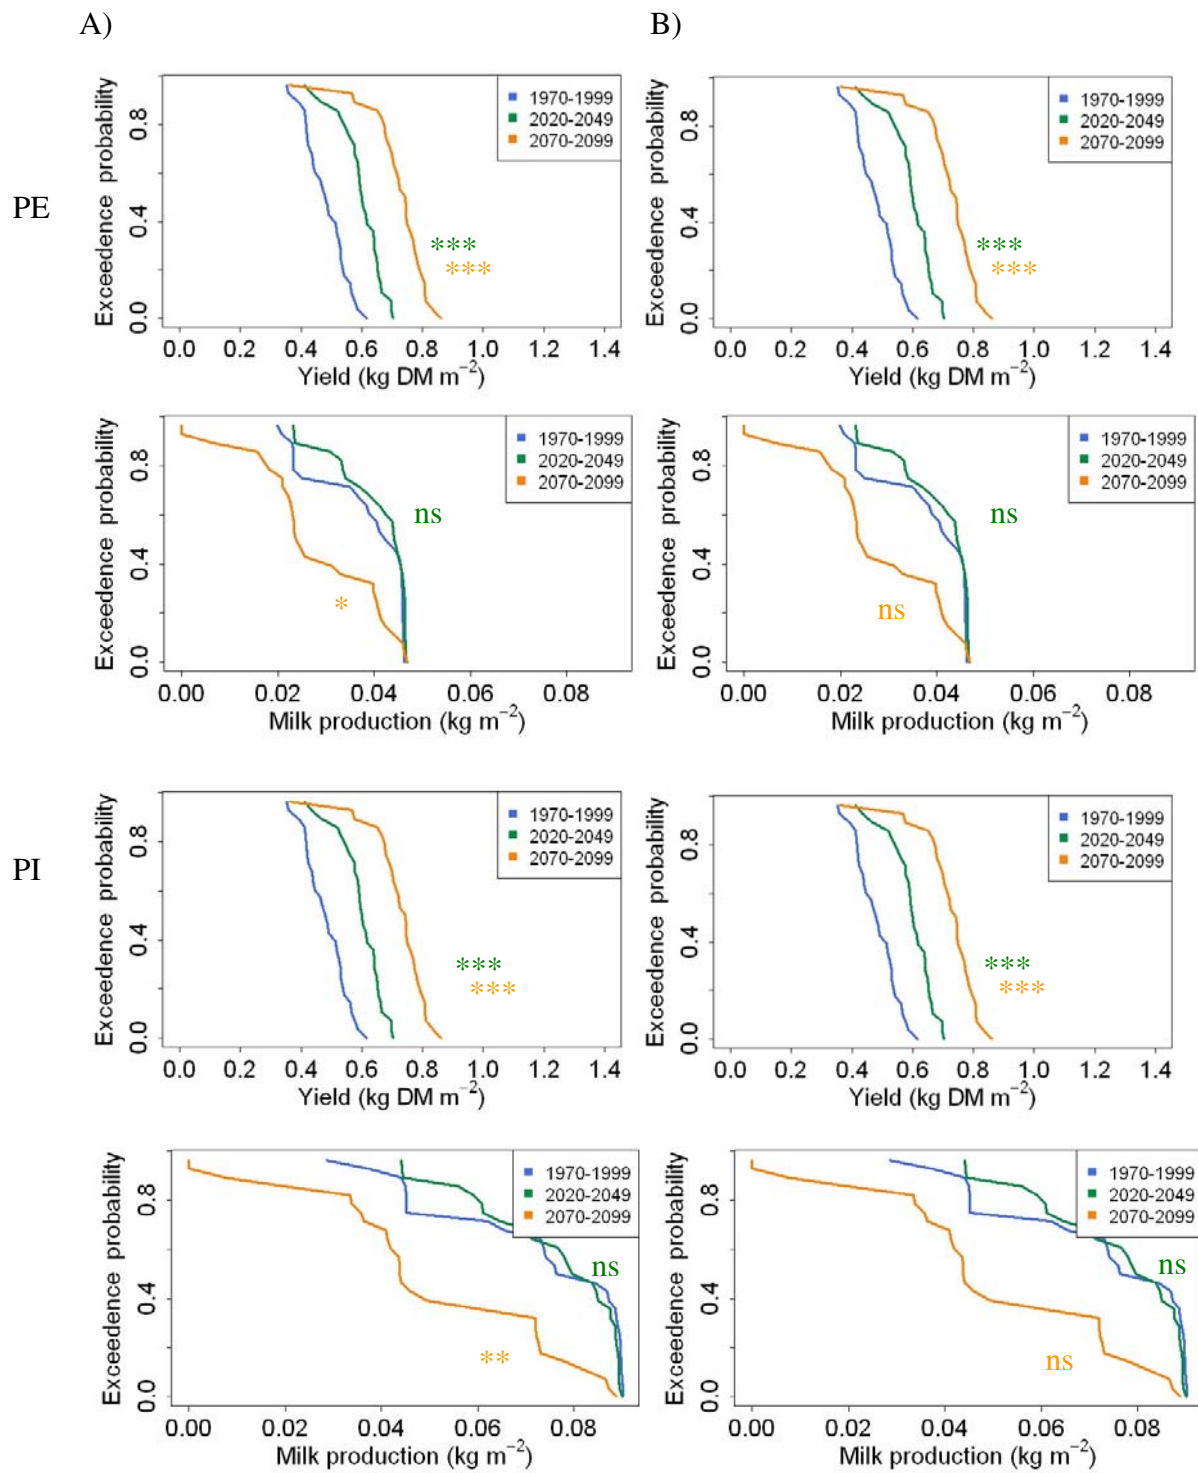 A) B)
PE
Exceedence probability
0.0 0.4 0.8
1970-1999
2020-2049
2070-2099
***
***
0.0 0.2 0.4 0.6 0.8 1.0 1.2 1.4
Yield (kg DM m⁻²)
Exceedence probability
0.0 0.4 0.8
1970-1999
2020-2049
2070-2099
***
***
0.0 0.2 0.4 0.6 0.8 1.0 1.2 1.4
Yield (kg DM m⁻²)
Exceedence probability
0.0 0.4 0.8
1970-1999
2020-2049
2070-2099
ns
*
0.00 0.02 0.04 0.06 0.08
Milk production (kg m⁻²)
Exceedence probability
0.0 0.4 0.8
1970-1999
2020-2049
2070-2099
ns
ns
0.00 0.02 0.04 0.06 0.08
Milk production (kg m⁻²)
PI
Exceedence probability
0.0 0.4 0.8
1970-1999
2020-2049
2070-2099
***
***
0.0 0.2 0.4 0.6 0.8 1.0 1.2 1.4
Yield (kg DM m⁻²)
Exceedence probability
0.0 0.4 0.8
1970-1999
2020-2049
2070-2099
***
***
0.0 0.2 0.4 0.6 0.8 1.0 1.2 1.4
Yield (kg DM m⁻²)
Exceedence probability
0.0 0.4 0.8
1970-1999
2020-2049
2070-2099
ns
**
0.00 0.02 0.04 0.06 0.08
Milk production (kg m⁻²)
Exceedence probability
0.0 0.4 0.8
1970-1999
2020-2049
2070-2099
ns
ns
0.00 0.02 0.04 0.06 0.08
Milk production (kg m⁻²)